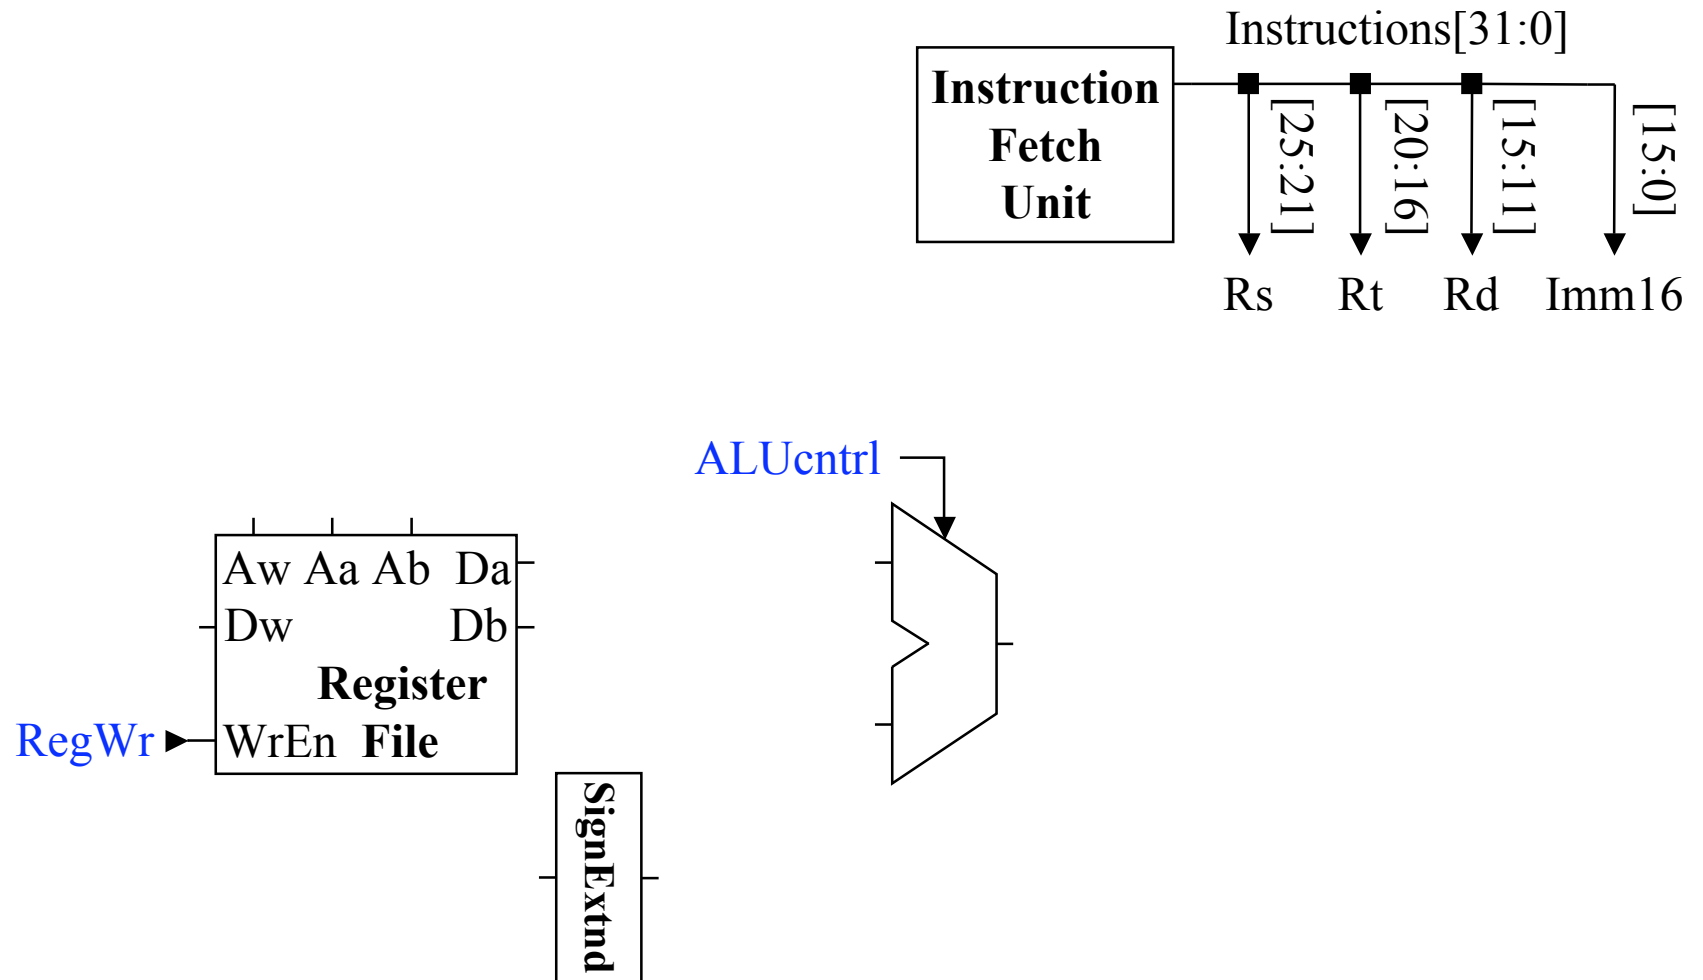 Instructions[31:0]
Instruction
Fetch
Unit
[25:21]
[20:16]
[15:11]
[15:0]
Rs
Rt
Rd
Imm16
ALUcntrl
Aw Aa Ab Da
Dw Db
Register
RegWr
WrEn File
SignExtnd